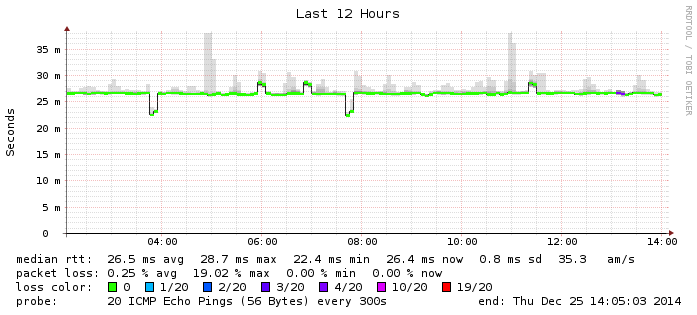 Last 12 Hours
RRDTOOL / TOBI OETIKER
Seconds
35 m
30 m
25 m
20 m
15 m
10 m
5 m
0
04:00 06:00 08:00 10:00 12:00 14:00
median rtt: 26.5 ms avg 28.7 ms max 22.4 ms min 26.4 ms now 0.8 ms sd 35.3 am/s
packet loss: 0.25 % avg 19.02 % max 0.00 % min 0.00 % now
loss color: 0 1/20 2/20 3/20 4/20 10/20 19/20
probe: 20 ICMP Echo Pings (56 Bytes) every 300s end: Thu Dec 25 14:05:03 2014